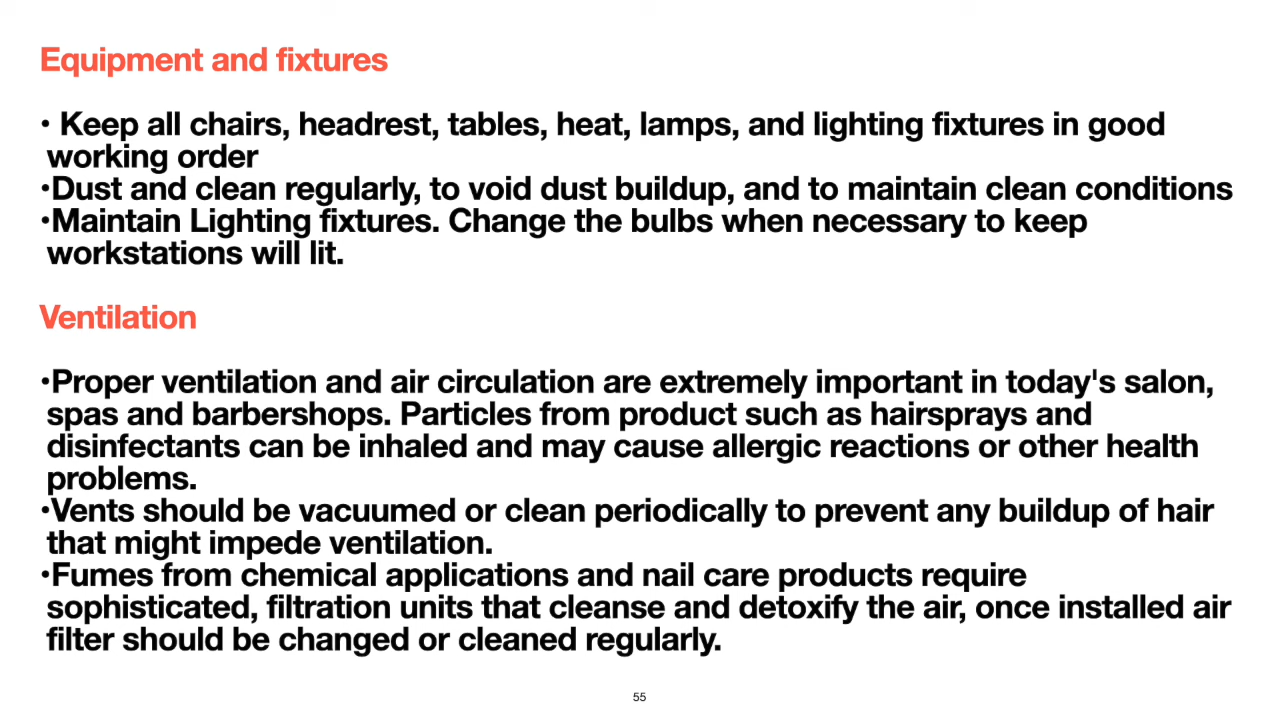 Equipment and fixtures
• Keep all chairs, headrest, tables, heat, lamps, and lighting fixtures in good
working order
•Dust and clean regularly, to void dust buildup, and to maintain clean conditions
•Maintain Lighting fixtures. Change the bulbs when necessary to keep
workstations will lit.
Ventilation
•Proper ventilation and air circulation are extremely important in today's salon,
spas and barbershops. Particles from product such as hairsprays and
disinfectants can be inhaled and may cause allergic reactions or other health
problems.
•Vents should be vacuumed or clean periodically to prevent any buildup of hair
that might impede ventilation.
•Fumes from chemical applications and nail care products require
sophisticated, filtration units that cleanse and detoxify the air, once installed air
filter should be changed or cleaned regularly.
55